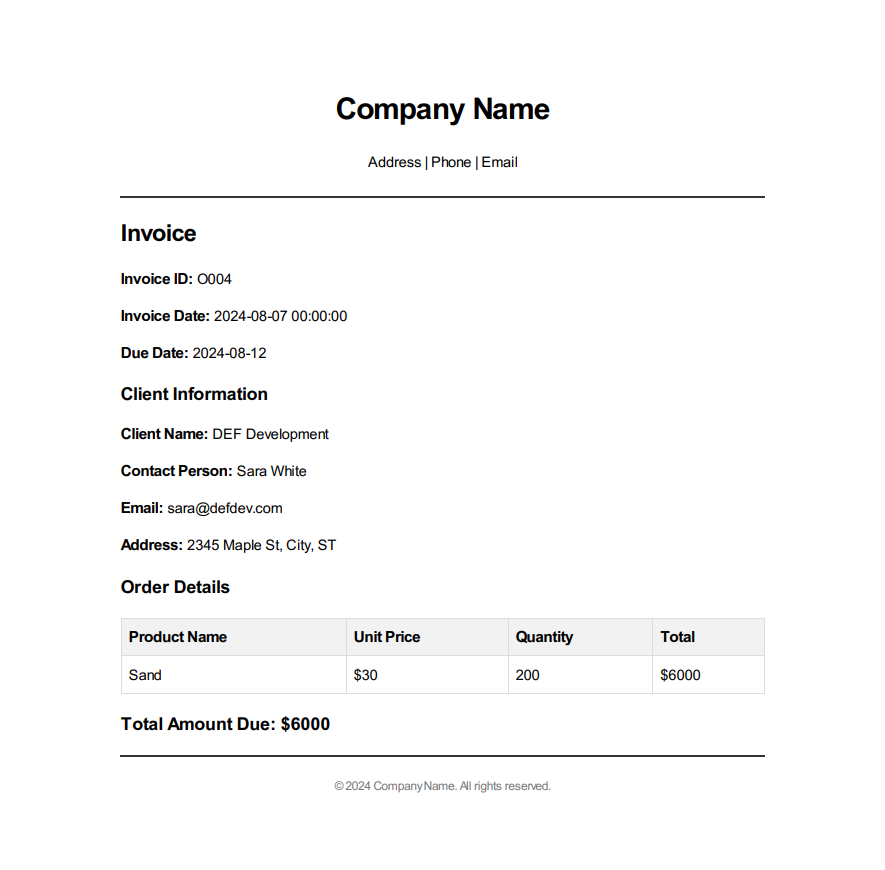 Company Name
Address | Phone | Email
Invoice
Invoice ID: O004
Invoice Date: 2024-08-07 00:00:00
Due Date: 2024-08-12
Client Information
Client Name: DEF Development
Contact Person: Sara White
Email: sara@defdev.com
Address: 2345 Maple St, City, ST
Order Details
Product Name Unit Price Quantity Total
Sand $30 200 $6000
Total Amount Due: $6000
© 2024 Company Name. All rights reserved.